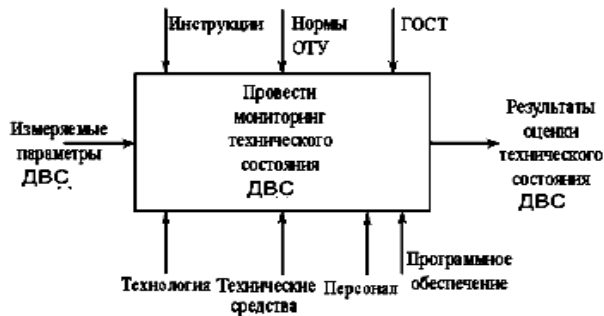 Инструкции
Нормы
ОТУ
ГОСТ
Провести
мониторинг
технического
состояния
ДВС
Измеряемые
параметры
ДВС
Результаты
оценки
технического
состояния
ДВС
Технология
Технические
средства
Персонал
Программное
обеспечение